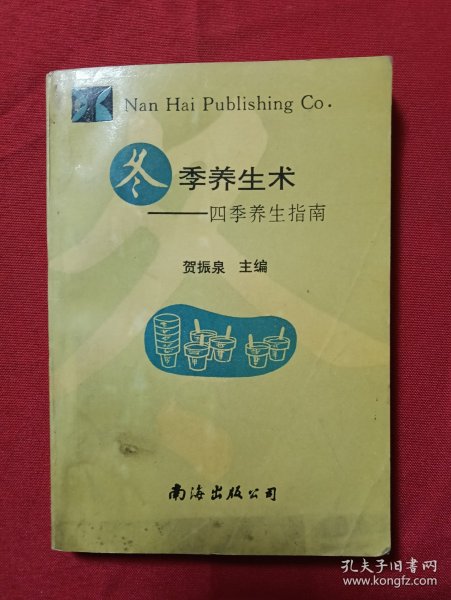 Nan Hai Publishing Co.
冬季养生术
——四季养生指南
贺振泉 主编
南海出版公司
孔夫子旧书网
www.kongfz.com